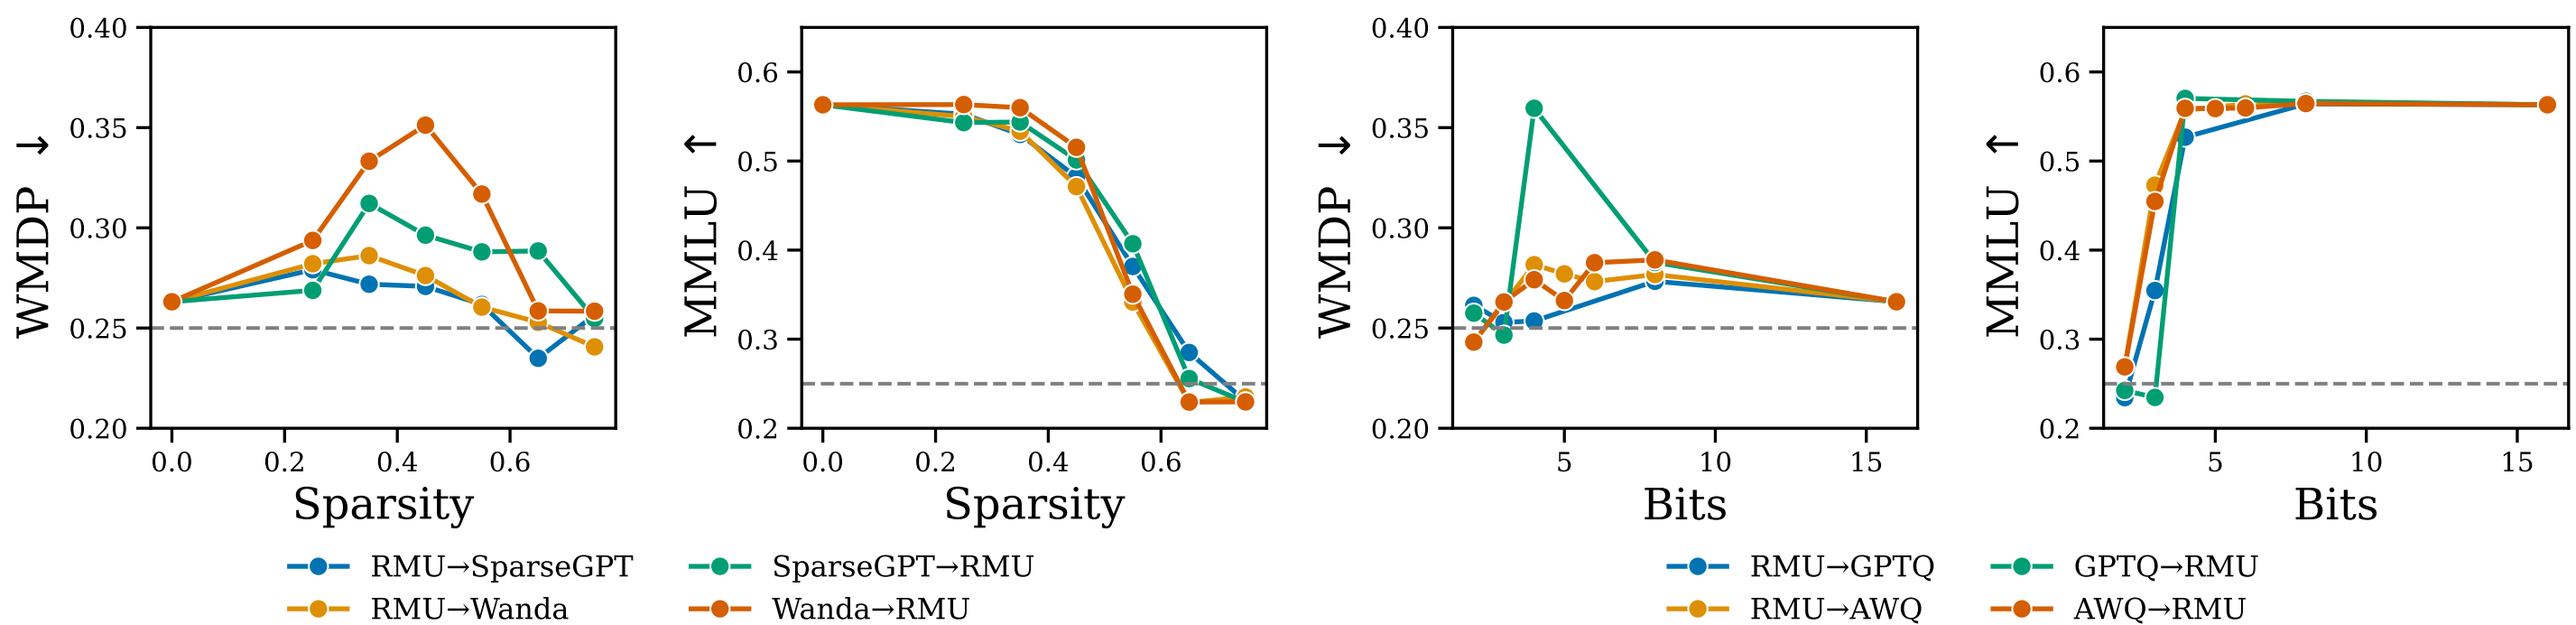 WMDP ↓
0.40
0.35
0.30
0.25
0.20
0.0 0.2 0.4 0.6
Sparsity
MMLU ↑
0.6
0.5
0.4
0.3
0.2
0.0 0.2 0.4 0.6
Sparsity
RMU→SparseGPT SparseGPT→RMU
RMU→Wanda Wanda→RMU
WMDP ↓
0.40
0.35
0.30
0.25
0.20
5 10 15
Bits
MMLU ↑
0.6
0.5
0.4
0.3
0.2
5 10 15
Bits
RMU→GPTQ GPTQ→RMU
RMU→AWQ AWQ→RMU